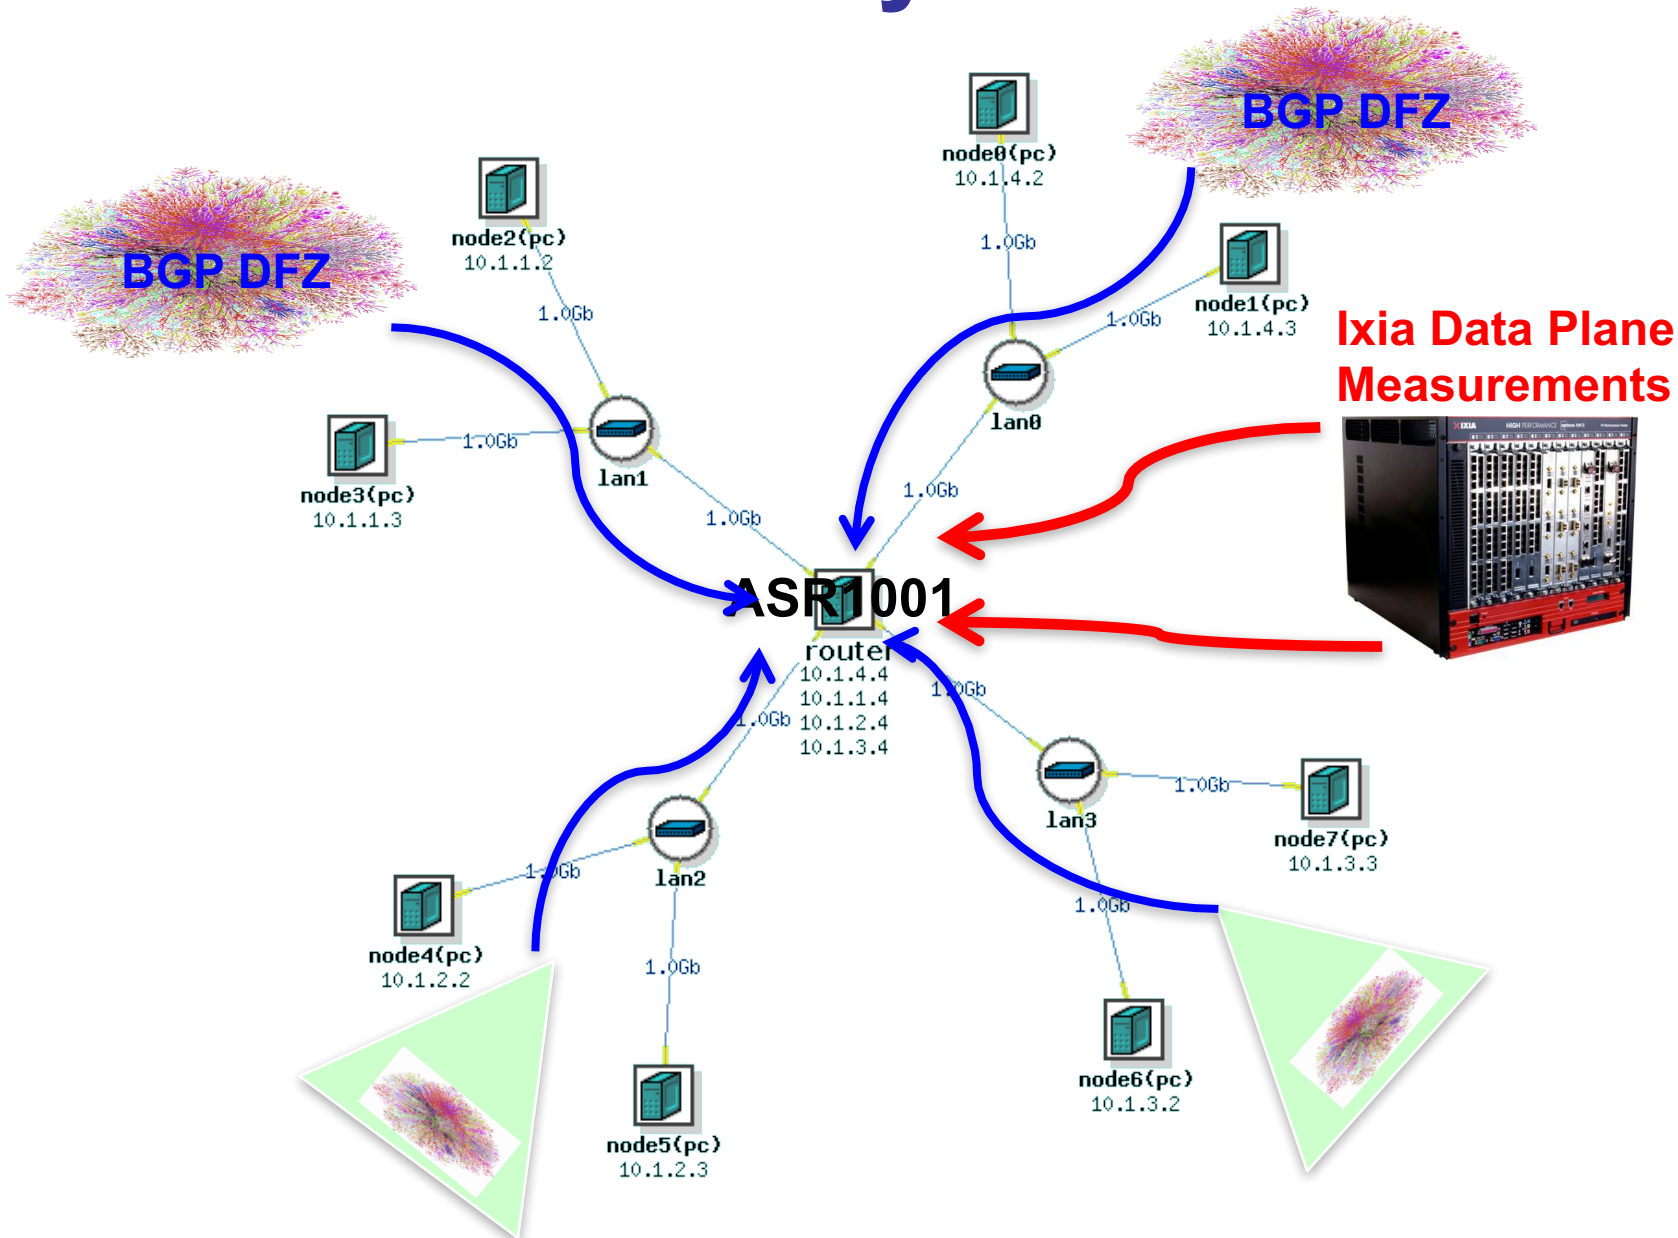 BGP DFZ
node0(pc)
10.1.4.2
BGP DFZ
node2(pc)
10.1.1.2
1.0Gb
1.0Gb
node1(pc)
10.1.4.3
1.0Gb
Ixia Data Plane
Measurements
lan0
IXIA
HIGH PERFORMANCE
1.0Gb
lan1
node3(pc)
10.1.1.3
1.0Gb
1.0Gb
ASR1001
router
10.1.4.4
10.1.1.4
10.1.2.4
10.1.3.4
1.0Gb
1.0Gb
lan3
1.0Gb
node7(pc)
10.1.3.3
lan2
1.0Gb
node4(pc)
10.1.2.2
1.0Gb
1.0Gb
node6(pc)
10.1.3.2
node5(pc)
10.1.2.3